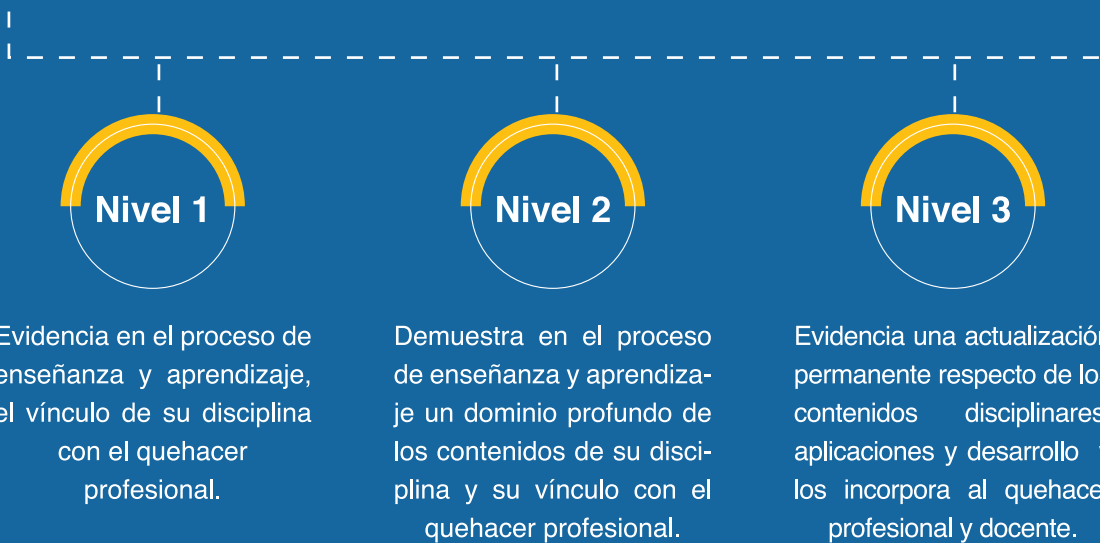 Nivel 1
Evidencia en el proceso de
enseñanza y aprendizaje,
el vínculo de su disciplina
con el quehacer
profesional.
Nivel 2
Demuestra en el proceso
de enseñanza y aprendiza-
je un dominio profundo de
los contenidos de su disci-
plina y su vínculo con el
quehacer profesional.
Nivel 3
Evidencia una actualización
permanente respecto de los
contenidos disciplinares
aplicaciones y desarrollo
los incorpora al quehacer
profesional y docente.